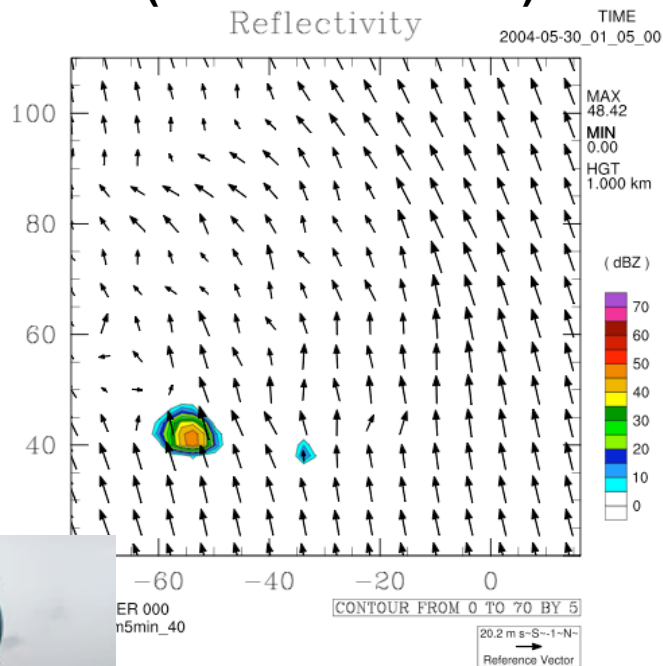 Reflectivity
TIME
2004-05-30_01_05_00
MAX
48.42
MIN
0.00
HGT
1.000 km
100
80
60
40
-60
-40
-20
0
( dBZ )
70
60
50
40
30
20
10
0
ER 000
m5min_40
CONTOUR FROM 0 TO 70 BY 5
20.2 m s~S~-1~N~
Reference Vector